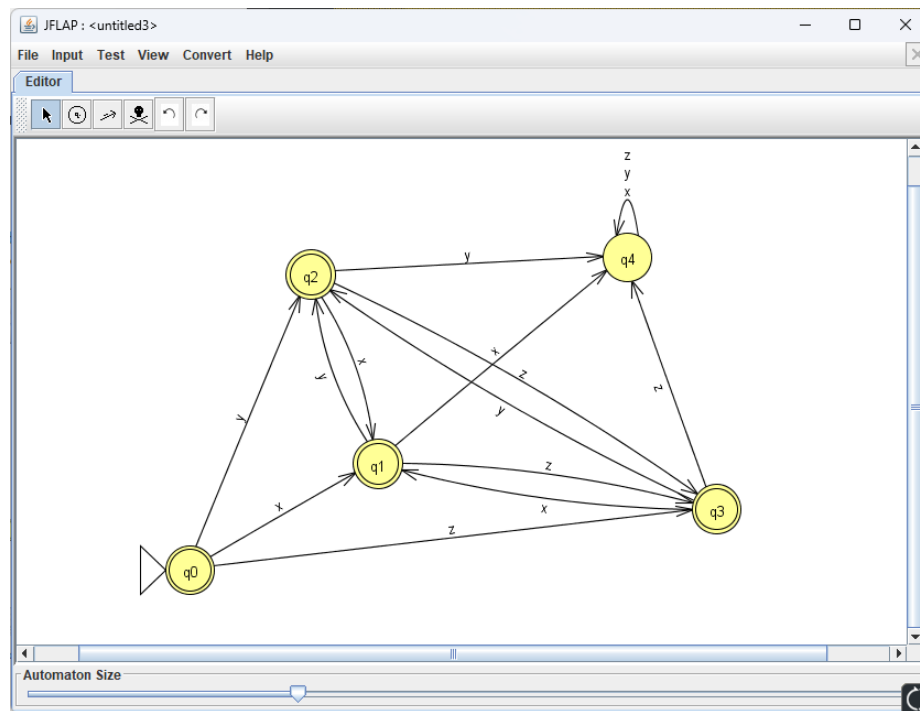 JFLAP : <untitled3>
File Input Test View Convert Help
Editor
z
y
x
q2
y
q4
x
z
y
x
z
y
y
z
q1
z
x
x
q3
z
q0
Automaton Size